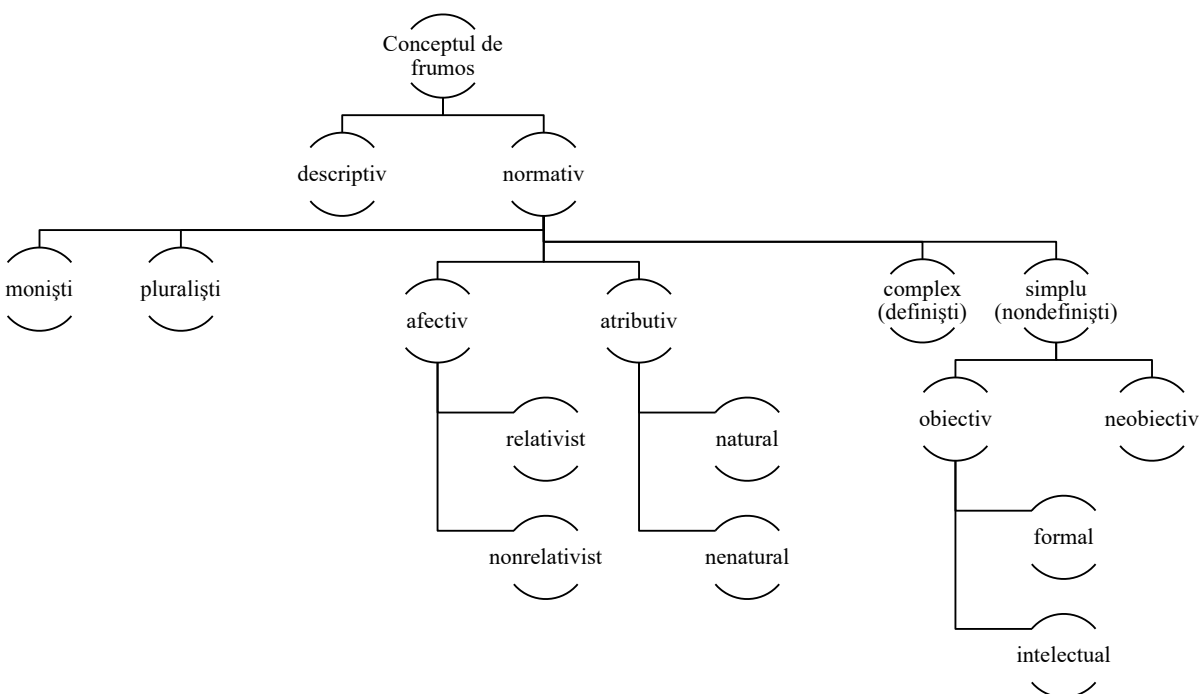 Conceptul de
frumos
descriptiv
normativ
monişti
pluralişti
afectiv
atributiv
complex
(definişti)
simplu
(nondefinişti)
relativist
nonrelativist
natural
nenatural
obiectiv
neobiectiv
formal
intelectual